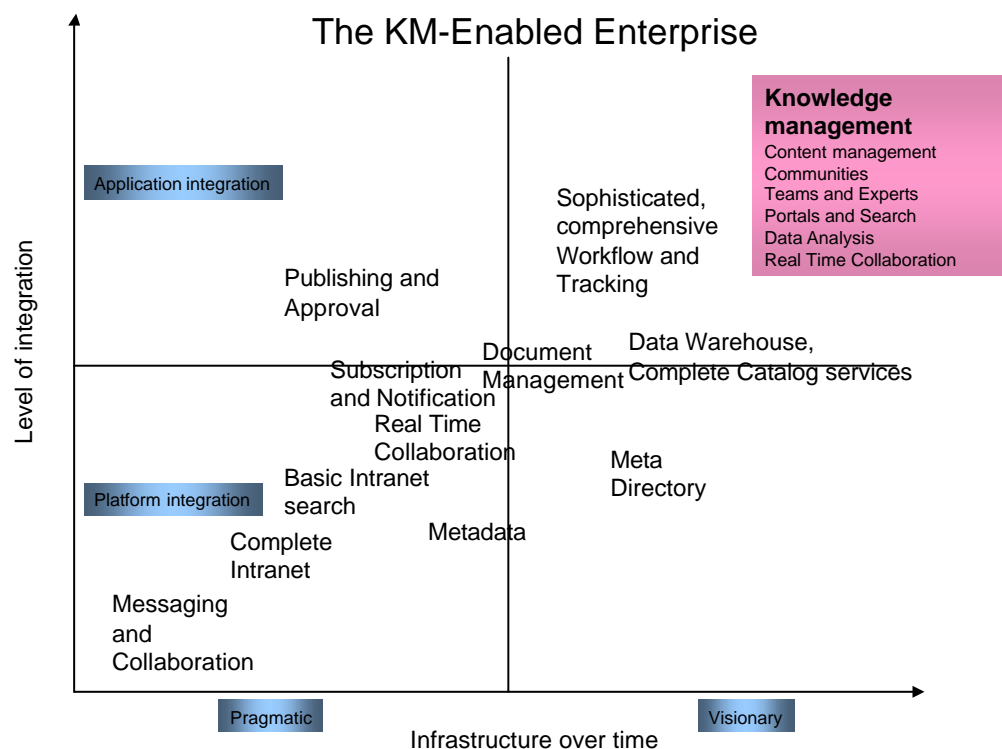 The KM-Enabled Enterprise
Knowledge
management
Content management
Communities
Teams and Experts
Portals and Search
Data Analysis
Real Time Collaboration
Application integration
Sophisticated,
comprehensive
Workflow and
Tracking
Publishing and
Approval
Level of integration
Document
Management
Data Warehouse,
Complete Catalog services
Subscription
and Notification
Real Time
Collaboration
Meta
Directory
Basic Intranet
search
Platform integration
Metadata
Complete
Intranet
Messaging
and
Collaboration
Pragmatic
Visionary
Infrastructure over time